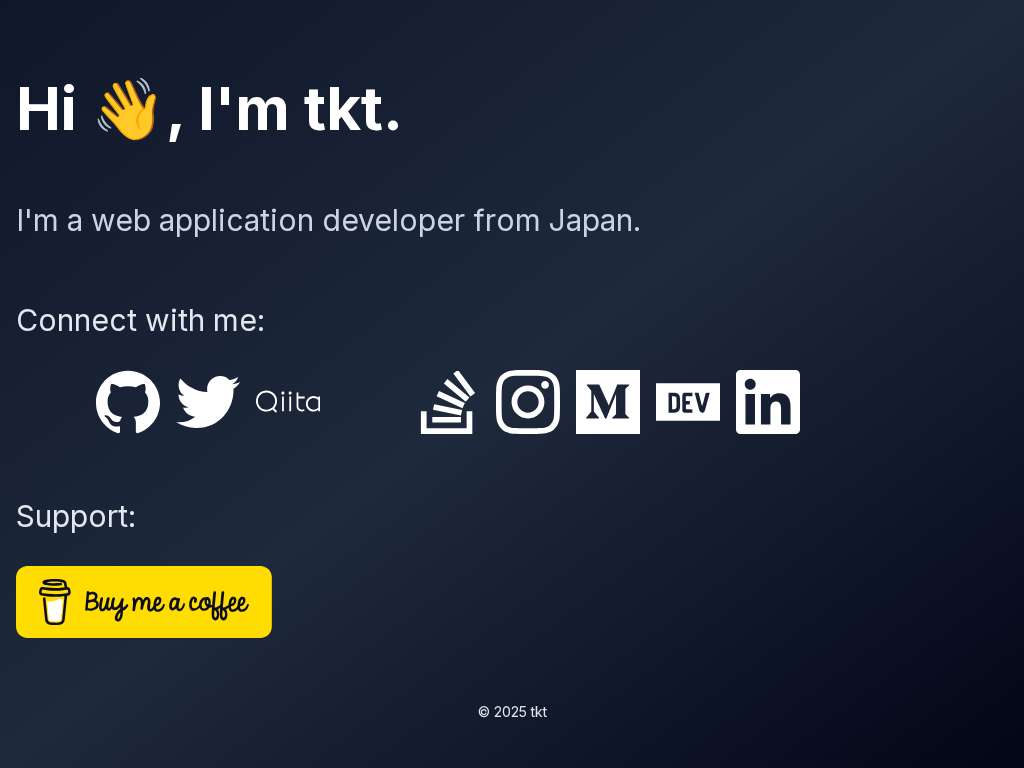 Hi 👋, I'm tkt.
I'm a web application developer from Japan.
Connect with me:
Qiita
M
DEV
in
Support:
Buy me a coffee
© 2025 tkt